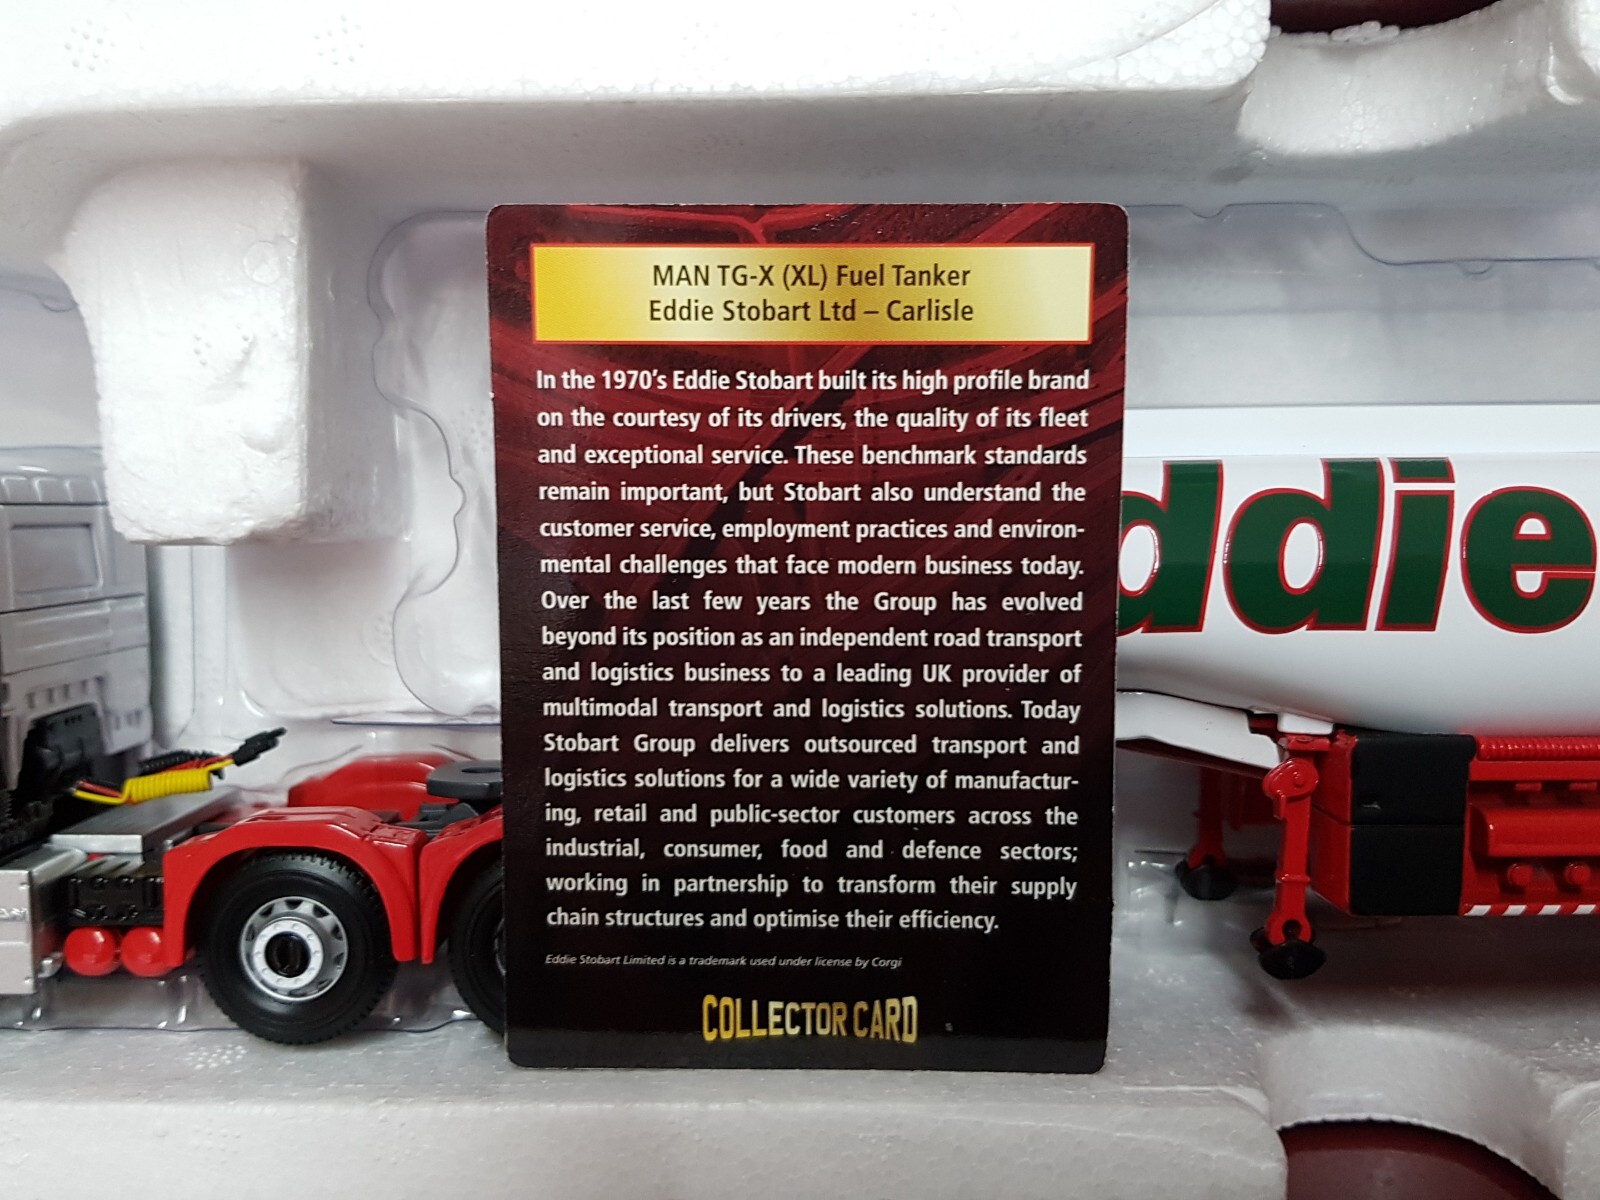 MAN TG-X (XL) Fuel Tanker
Eddie Stobart Ltd – Carlisle
In the 1970's Eddie Stobart built its high profile brand
on the courtesy of its drivers, the quality of its fleet
and exceptional service. These benchmark standards
remain important, but Stobart also understand the
customer service, employment practices and environ-
mental challenges that face modern business today.
Over the last few years the Group has evolved
beyond its position as an independent road transport
and logistics business to a leading UK provider of
multimodal transport and logistics solutions. Today
Stobart Group delivers outsourced transport and
logistics solutions for a wide variety of manufactur-
ing, retail and public-sector customers across the
industrial, consumer, food and defence sectors;
working in partnership to transform their supply
chain structures and optimise their efficiency.
Eddie Stobart Limited is a trademark used under license by Corgi
COLLECTOR CARD
ddie